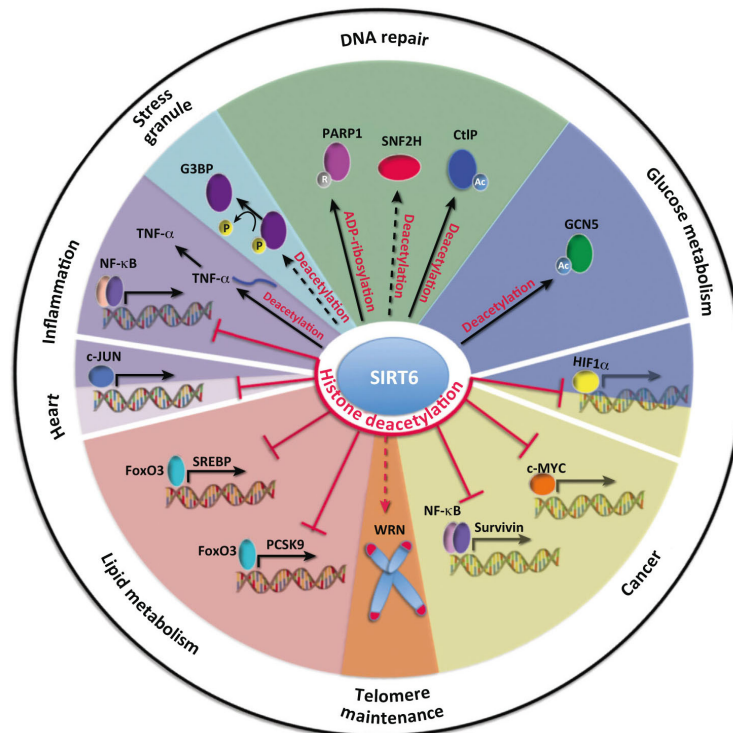 DNA repair
Stress
granule
Glucose metabolism
Inflammation
Heart
Lipid metabolism
Telomere
maintenance
Cancer
PARP1
R
ADP-ribosylation
SNF2H
Deacetylation
CtIP
Ac
Deacetylation
GCN5
Ac
Deacetylation
G3BP
P
P
Deacetylation
TNF-α
TNF-α
Deacetylation
NF-κB
c-JUN
SIRT6
Histone deacetylation
HIF1α
FoxO3
SREBP
FoxO3
PCSK9
WRN
NF-κB
Survivin
c-MYC